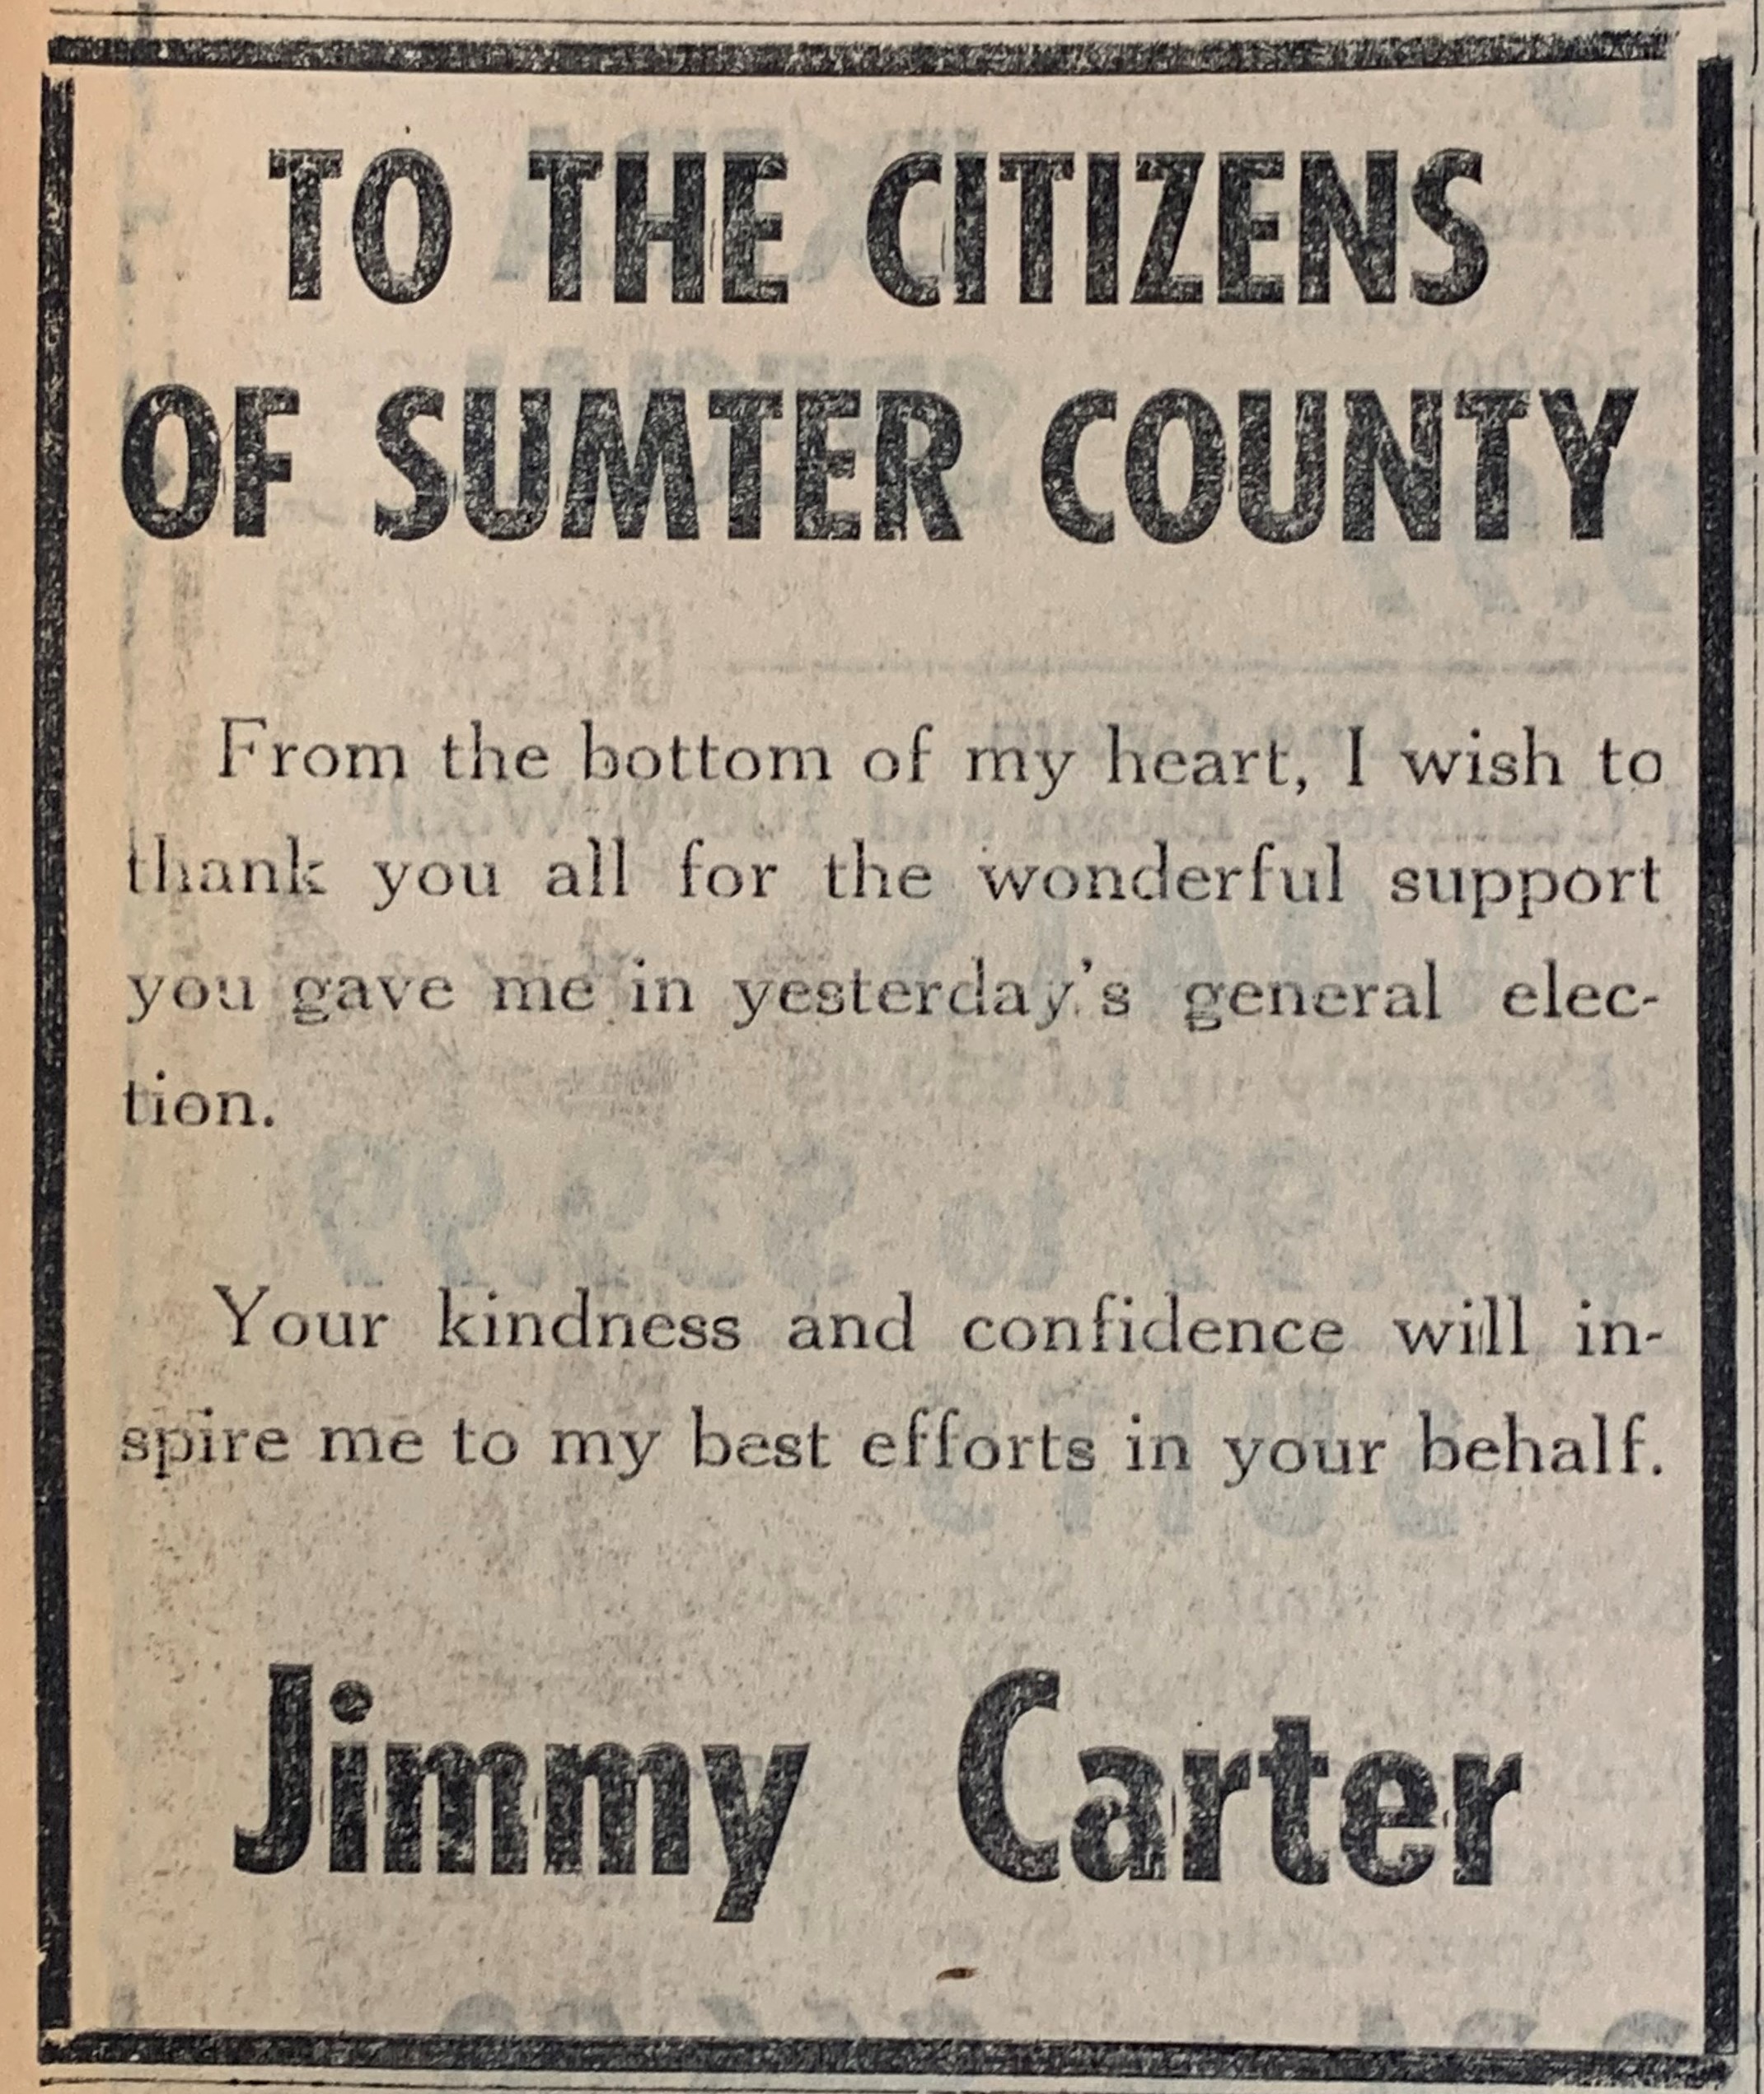 TO THE CITIZENS
OF SUMTER COUNTY
From the bottom of my heart, I wish to
thank you all for the wonderful support
you gave me in yesterday's general elec-
tion.
Your kindness and confidence will in-
spire me to my best efforts in your behalf.
Jimmy Carter